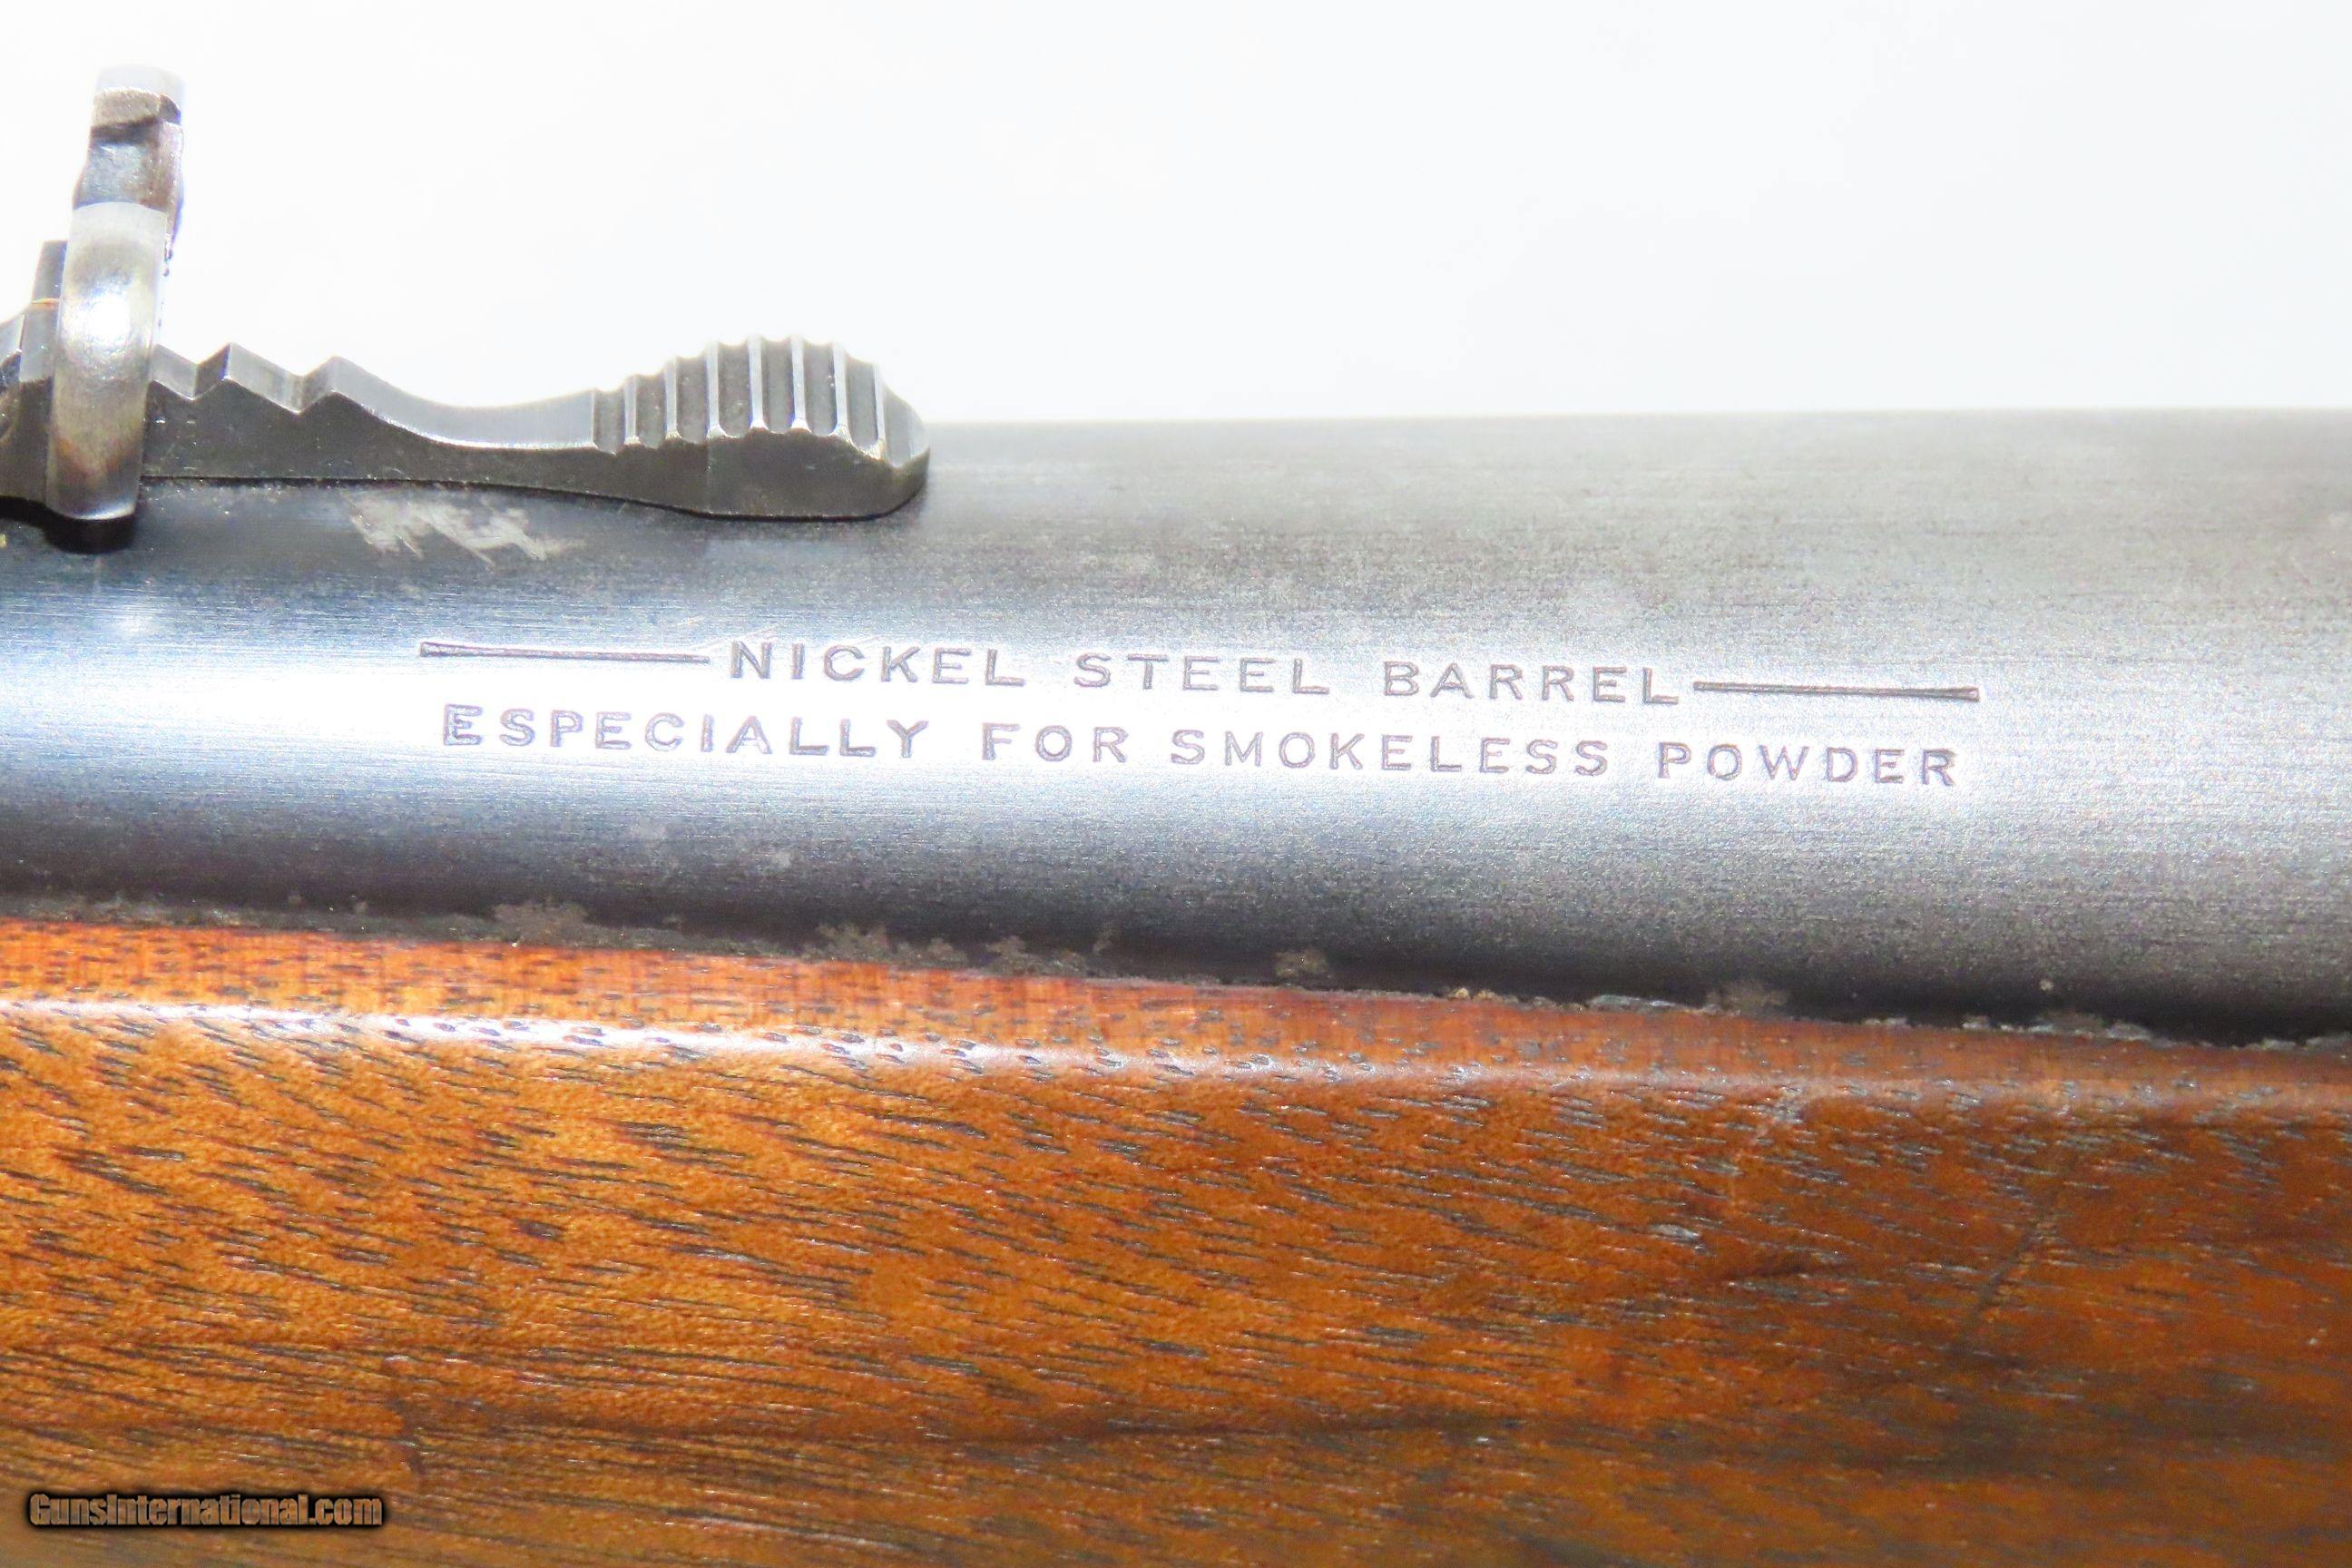 NICKEL STEEL BARREL
ESPECIALLY FOR SMOKELESS POWDER
GunsInternational.com